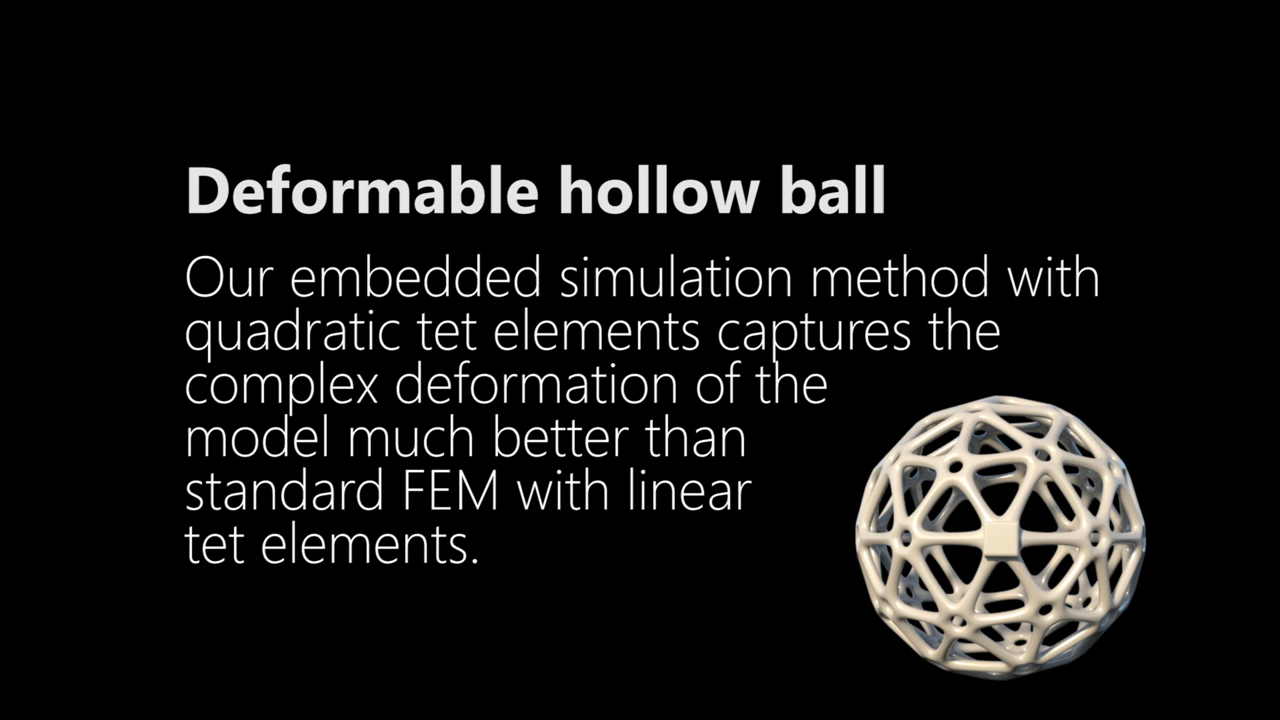 Deformable hollow ball
Our embedded simulation method with
quadratic tet elements captures the
complex deformation of the
model much better than
standard FEM with linear
tet elements.